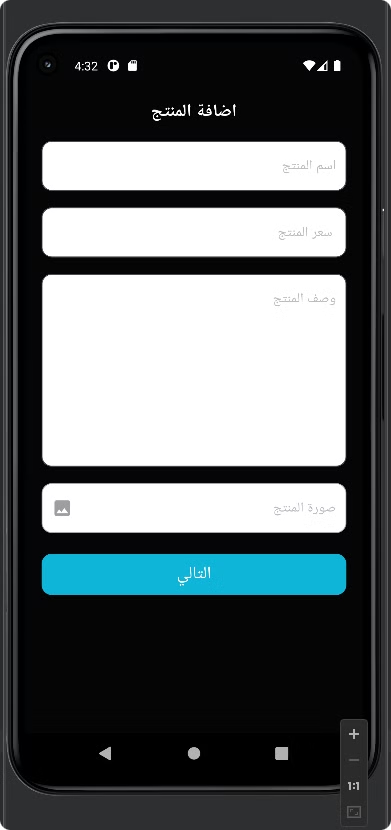 4:32
اضافة المنتج
اسم المنتج
سعر المنتج
وصف المنتج
صورة المنتج
التالي
1:1